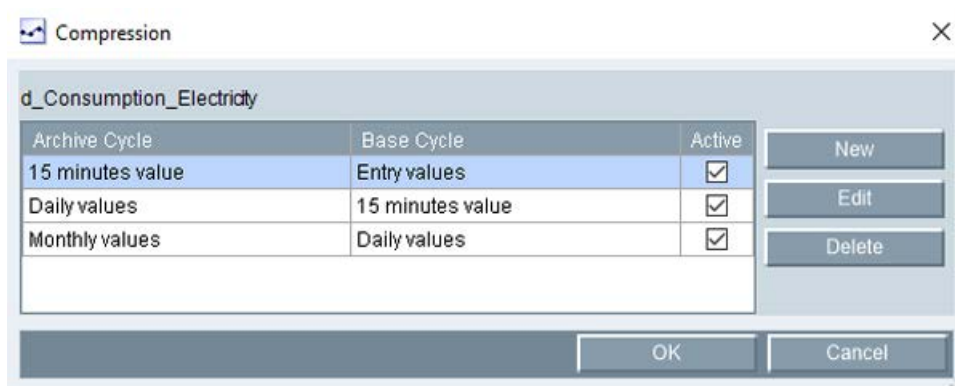 Compression
d_Consumption_Electricity
Archive Cycle Base Cycle Active
15 minutes value Entry values
Daily values 15 minutes value
Monthly values Daily values
New
Edit
Delete
OK Cancel